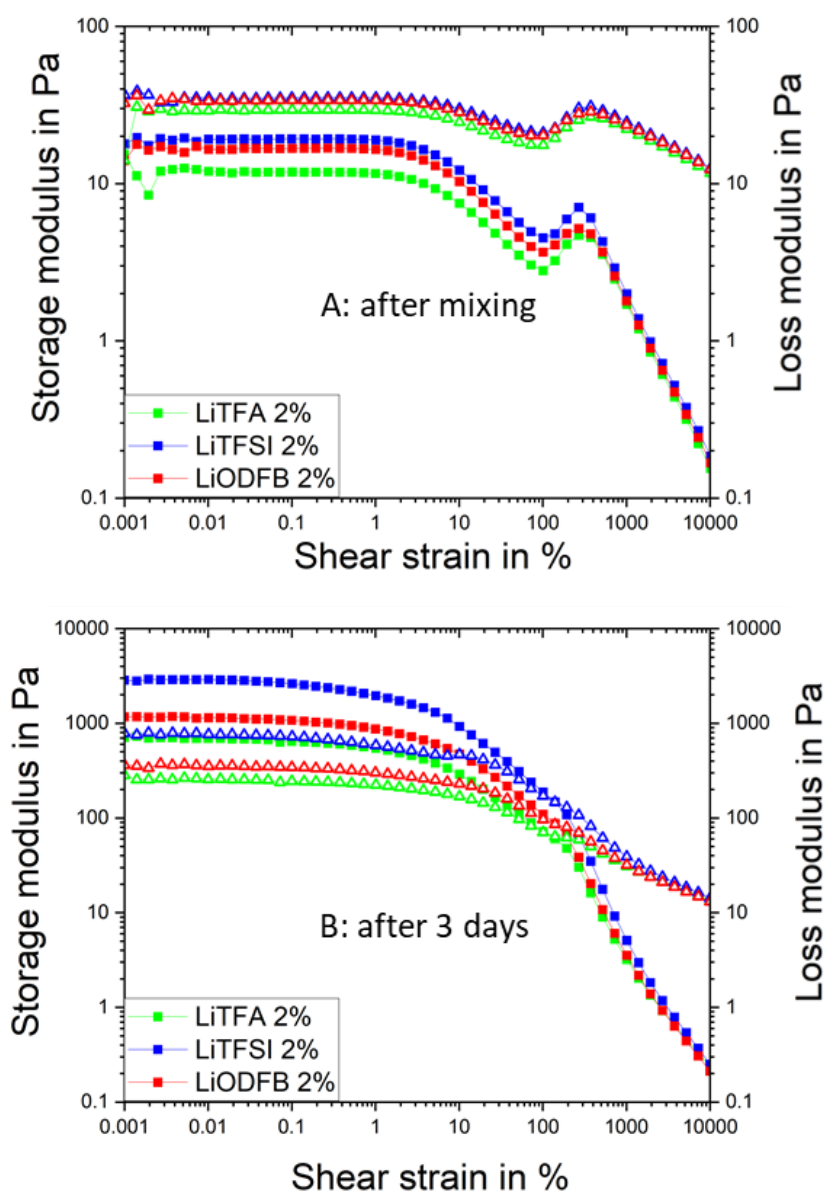 100
10
1
0.1
Storage modulus in Pa
100
10
1
0.1
Loss modulus in Pa
A: after mixing
LiTFA 2%
LiTFSI 2%
LiODFB 2%
0.001 0.01 0.1 1 10 100 1000 10000
Shear strain in %
10000
1000
100
10
1
0.1
Storage modulus in Pa
10000
1000
100
10
1
0.1
Loss modulus in Pa
B: after 3 days
LiTFA 2%
LiTFSI 2%
LiODFB 2%
0.001 0.01 0.1 1 10 100 1000 10000
Shear strain in %